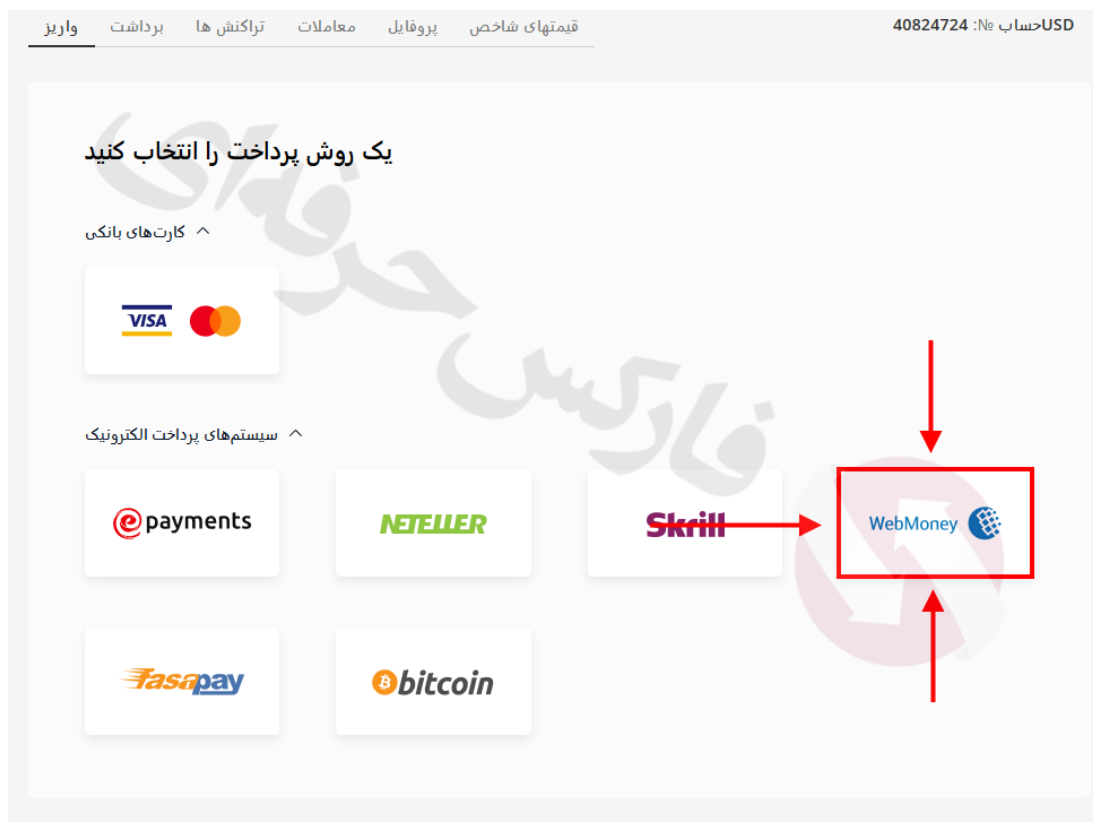 واریز برداشت تراکنش ها معاملات پروفایل قیمتهای شاخص
USDحساب №: 40824724
یک روش پرداخت را انتخاب کنید
کارت‌های بانکی
VISA
سیستم‌های پرداخت الکترونیک
epayments NETELLER Skrill WebMoney
Fasapay bitcoin
فارکس حرفه‌ای